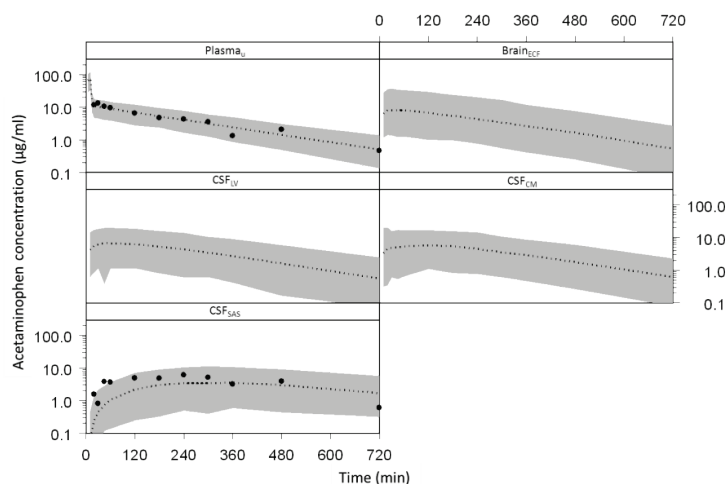 0 120 240 360 480 600 720
Plasmau BrainECF
100.0
10.0
1.0
0.1
CSFLV CSFCM
100.0
10.0
1.0
0.1
CSFSAS
100.0
10.0
1.0
0.1
0 120 240 360 480 600 720
Time (min)
Acetaminophen concentration (µg/ml)